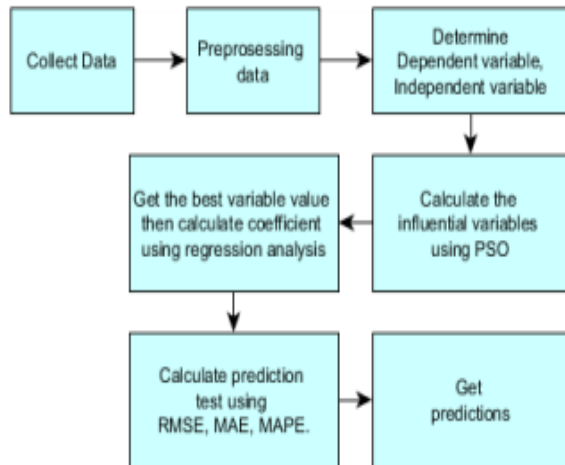 Collect Data
Preprosessing
data
Determine
Dependent variable,
Independent variable
Calculate the
influential variables
using PSO
Get the best variable value
then calculate coefficient
using regression analysis
Calculate prediction
test using
RMSE, MAE, MAPE.
Get
predictions